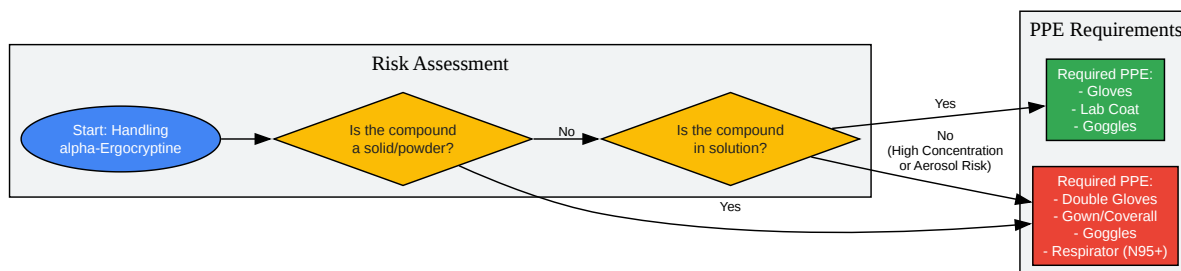 PPE Requirements
Risk Assessment
Start: Handling
alpha-Ergocryptine
Is the compound
a solid/powder?
No
Is the compound
in solution?
Yes
No
(High Concentration
or Aerosol Risk)
Yes
Required PPE:
- Gloves
- Lab Coat
- Goggles
Required PPE:
- Double Gloves
- Gown/Coverall
- Goggles
- Respirator (N95+)